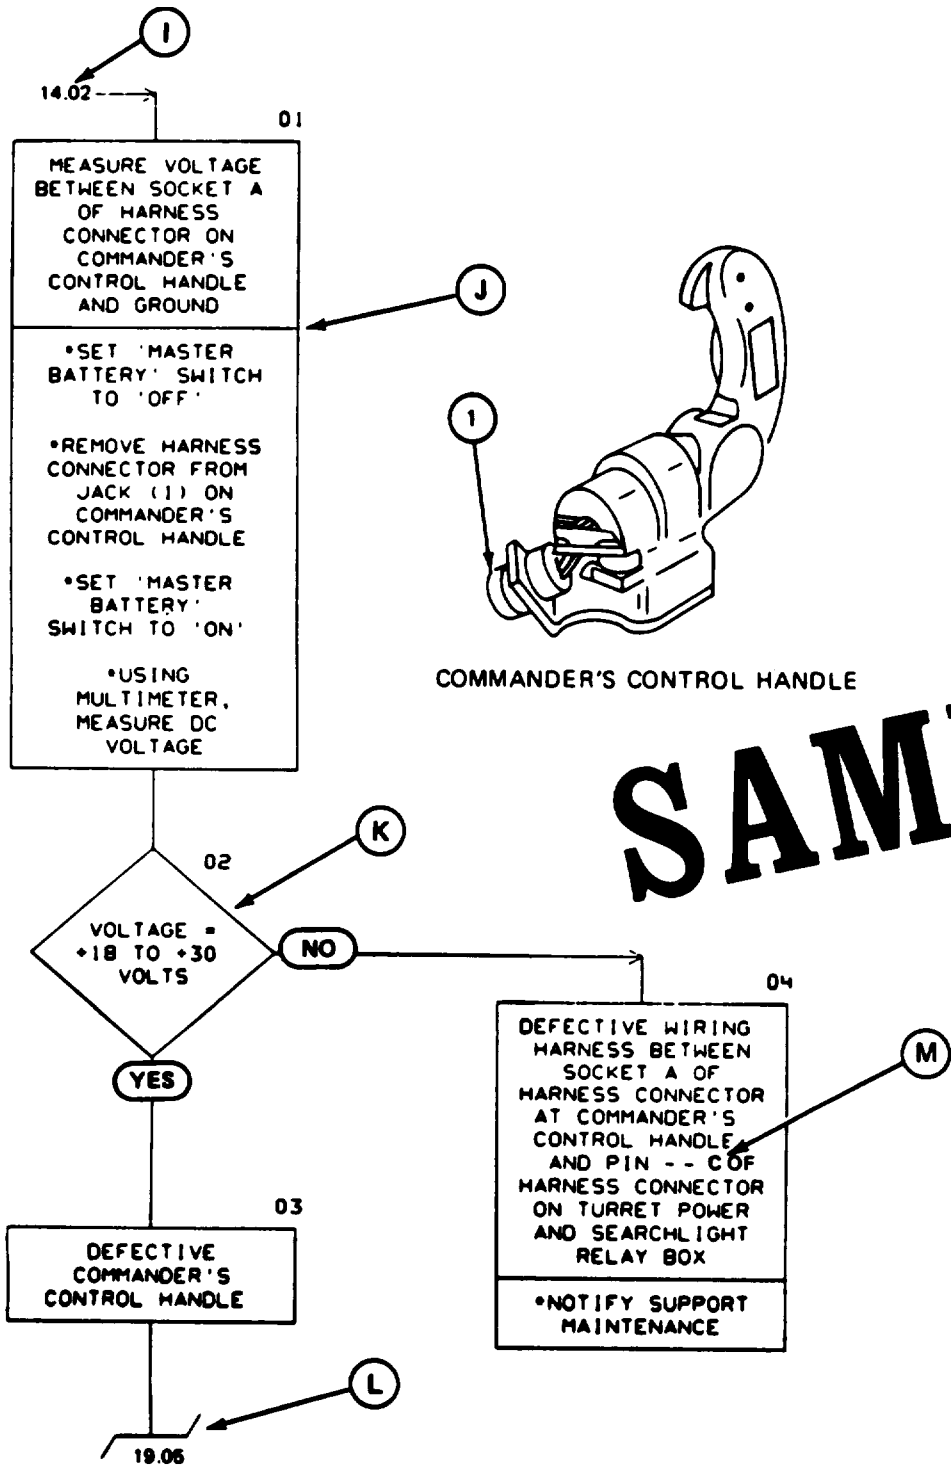 I
14.02
01
MEASURE VOLTAGE
BETWEEN SOCKET A
OF HARNESS
CONNECTOR ON
COMMANDER'S
CONTROL HANDLE
AND GROUND
J
•SET 'MASTER
BATTERY' SWITCH
TO 'OFF'
•REMOVE HARNESS
CONNECTOR FROM
JACK (1) ON
COMMANDER'S
CONTROL HANDLE
•SET 'MASTER
BATTERY'
SWITCH TO 'ON'
•USING
MULTIMETER,
MEASURE DC
VOLTAGE
1
COMMANDER'S CONTROL HANDLE
K
02
VOLTAGE =
+18 TO +30
VOLTS
NO
YES
04
DEFECTIVE WIRING
HARNESS BETWEEN
SOCKET A OF
HARNESS CONNECTOR
AT COMMANDER'S
CONTROL HANDLE
AND PIN -- C OF
HARNESS CONNECTOR
ON TURRET POWER
AND SEARCHLIGHT
RELAY BOX
M
•NOTIFY SUPPORT
MAINTENANCE
03
DEFECTIVE
COMMANDER'S
CONTROL HANDLE
L
19.06